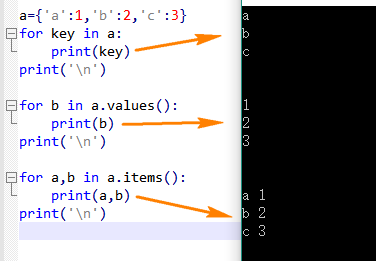 a={'a':1,'b':2,'c':3}
for key in a:
    print(key)
print('\n')
for b in a.values():
    print(b)
print('\n')
for a,b in a.items():
    print(a,b)
print('\n')
a
b
c
1
2
3
a 1
b 2
c 3